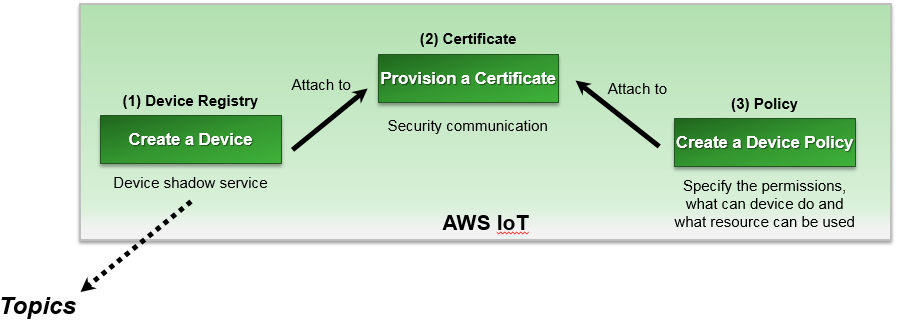 (2) Certificate
Provision a Certificate
Attach to
Attach to
Security communication
(1) Device Registry
Create a Device
Device shadow service
(3) Policy
Create a Device Policy
Specify the permissions,
what can device do and
what resource can be used
AWS IoT
Topics